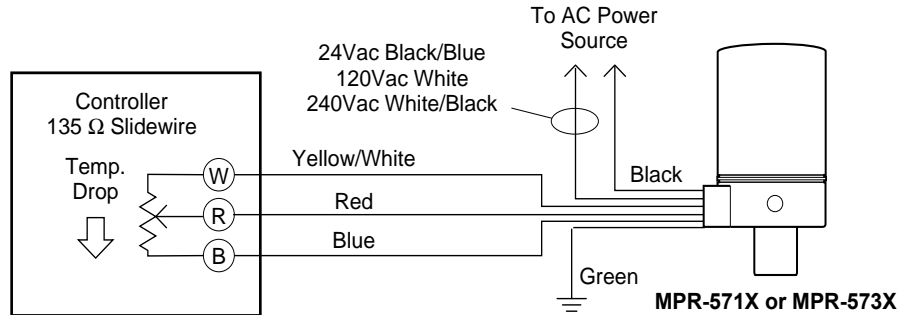 To AC Power
Source
24Vac Black/Blue
120Vac White
240Vac White/Black
Controller
135 Ω Slidewire
Temp.
Drop
W
R
B
Yellow/White
Red
Blue
Black
Green
MPR-571X or MPR-573X